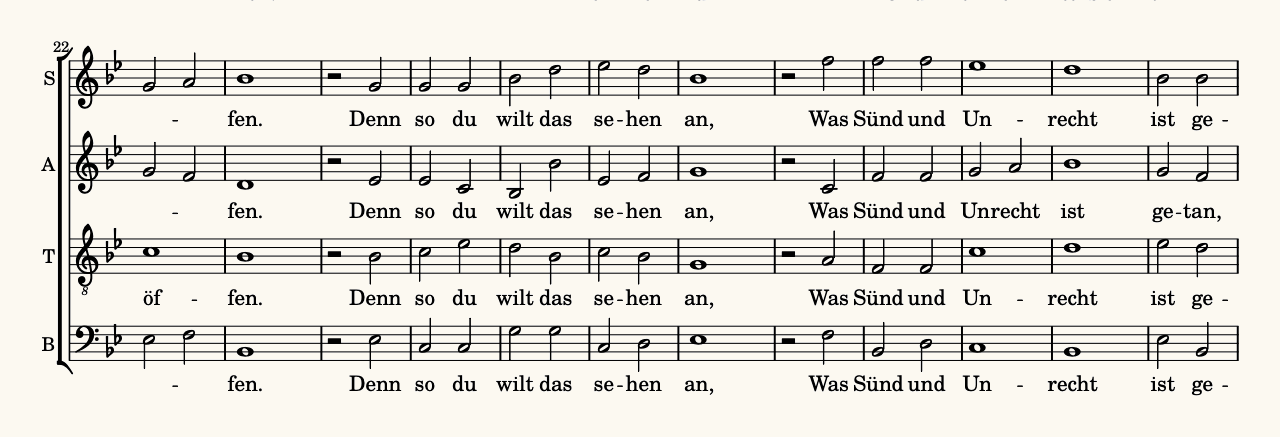 22
S
- fen. Denn so du wilt das se-hen an, Was Sünd und Un - recht ist ge-
A
- fen. Denn so du wilt das se-hen an, Was Sünd und Unrecht ist ge-tan,
T
öf - fen. Denn so du wilt das se-hen an, Was Sünd und Un - recht ist ge-
8
B
- fen. Denn so du wilt das se-hen an, Was Sünd und Un - recht ist ge-